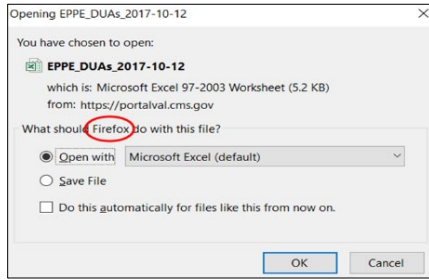 Opening EPPE_DUAs_2017-10-12
You have chosen to open:
EPPE_DUAs_2017-10-12
which is: Microsoft Excel 97-2003 Worksheet (5.2 KB)
from: https://portalval.cms.gov
What should Firefox do with this file?
Open with Microsoft Excel (default)
Save File
Do this automatically for files like this from now on.
OK Cancel